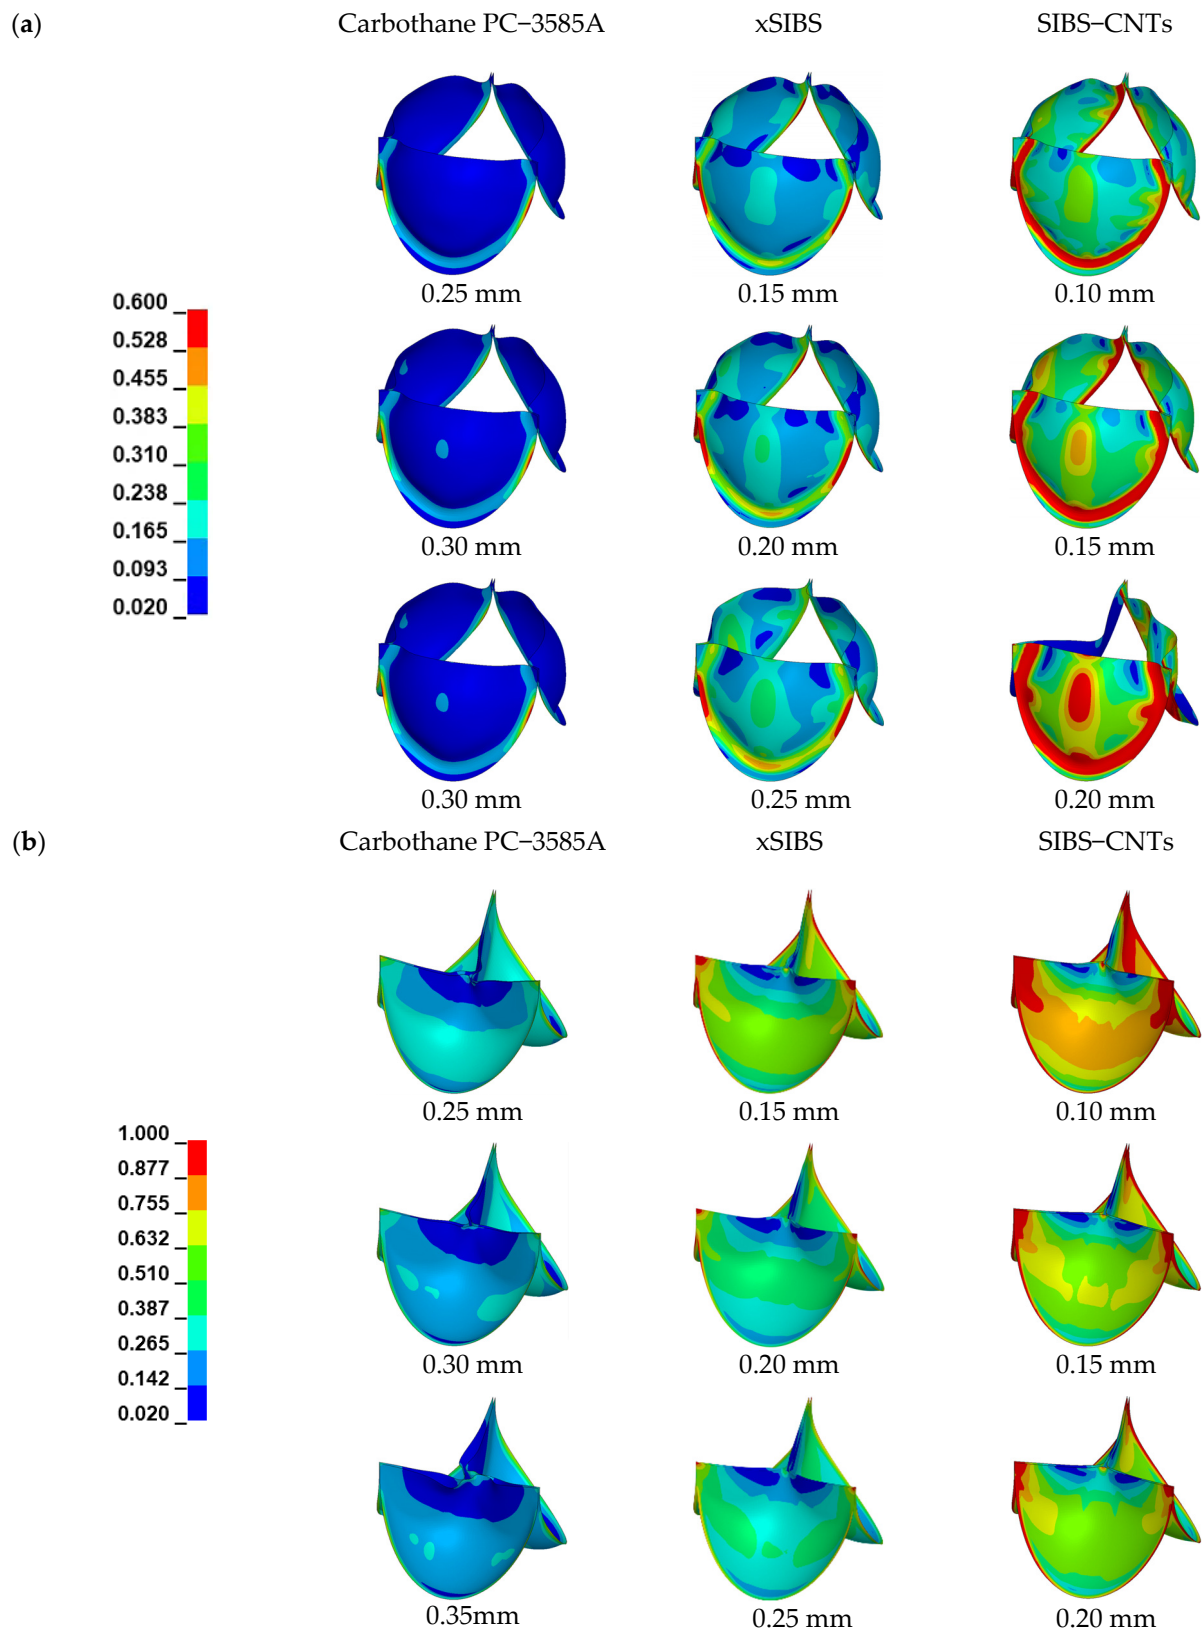 (a)
Carbothane PC−3585A xSIBS SIBS−CNTs
0.25 mm 0.15 mm 0.10 mm
0.600
0.528
0.455
0.383
0.310
0.238
0.165
0.093
0.020
0.30 mm 0.20 mm 0.15 mm
0.30 mm 0.25 mm 0.20 mm
(b)
Carbothane PC−3585A xSIBS SIBS−CNTs
0.25 mm 0.15 mm 0.10 mm
1.000
0.877
0.755
0.632
0.510
0.387
0.265
0.142
0.020
0.30 mm 0.20 mm 0.15 mm
0.35mm 0.25 mm 0.20 mm